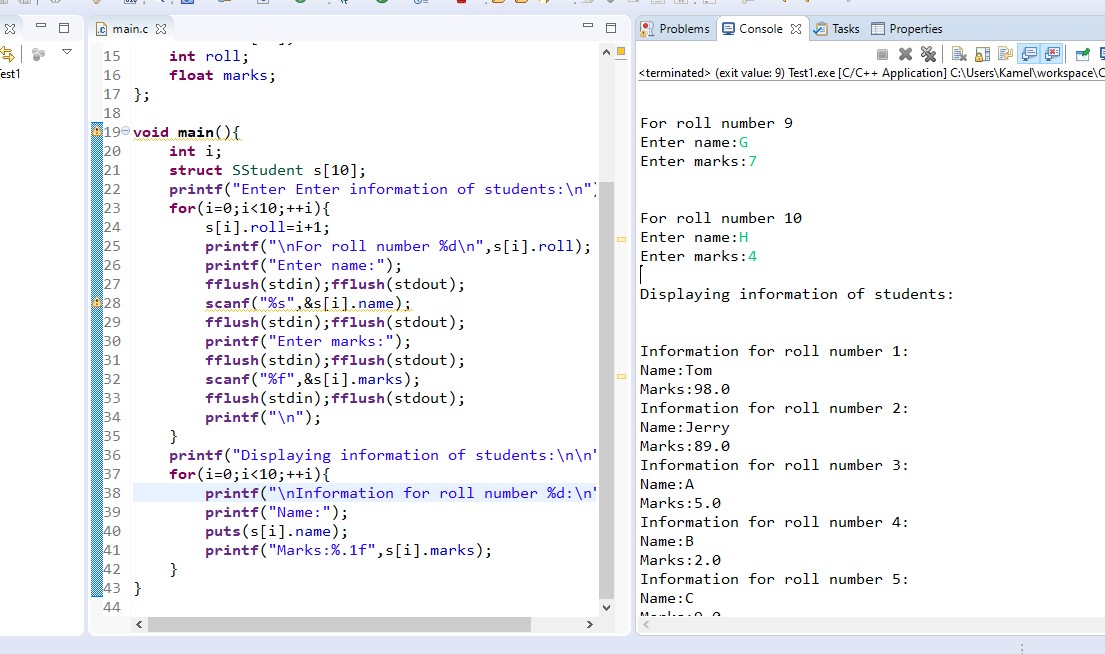 est1
main.c
15 int roll;
16 float marks;
17 };
18
19 void main(){
20 int i;
21 struct SStudent s[10];
22 printf("Enter Enter information of students:\n")
23 for(i=0;i<10;++i){
24 s[i].roll=i+1;
25 printf("\nFor roll number %d\n",s[i].roll);
26 printf("Enter name:");
27 fflush(stdin);fflush(stdout);
28 scanf("%s",&s[i].name);
29 fflush(stdin);fflush(stdout);
30 printf("Enter marks:");
31 fflush(stdin);fflush(stdout);
32 scanf("%f",&s[i].marks);
33 fflush(stdin);fflush(stdout);
34 printf("\n");
35 }
36 printf("Displaying information of students:\n\n"
37 for(i=0;i<10;++i){
38 printf("\nInformation for roll number %d:\n"
39 printf("Name:");
40 puts(s[i].name);
41 printf("Marks:%.1f",s[i].marks);
42 }
43 }
44
Problems Console Tasks Properties
<terminated> (exit value: 9) Test1.exe [C/C++ Application] C:\Users\Kamel\workspace\C
For roll number 9
Enter name:G
Enter marks:7
For roll number 10
Enter name:H
Enter marks:4
Displaying information of students:
Information for roll number 1:
Name:Tom
Marks:98.0
Information for roll number 2:
Name:Jerry
Marks:89.0
Information for roll number 3:
Name:A
Marks:5.0
Information for roll number 4:
Name:B
Marks:2.0
Information for roll number 5:
Name:C